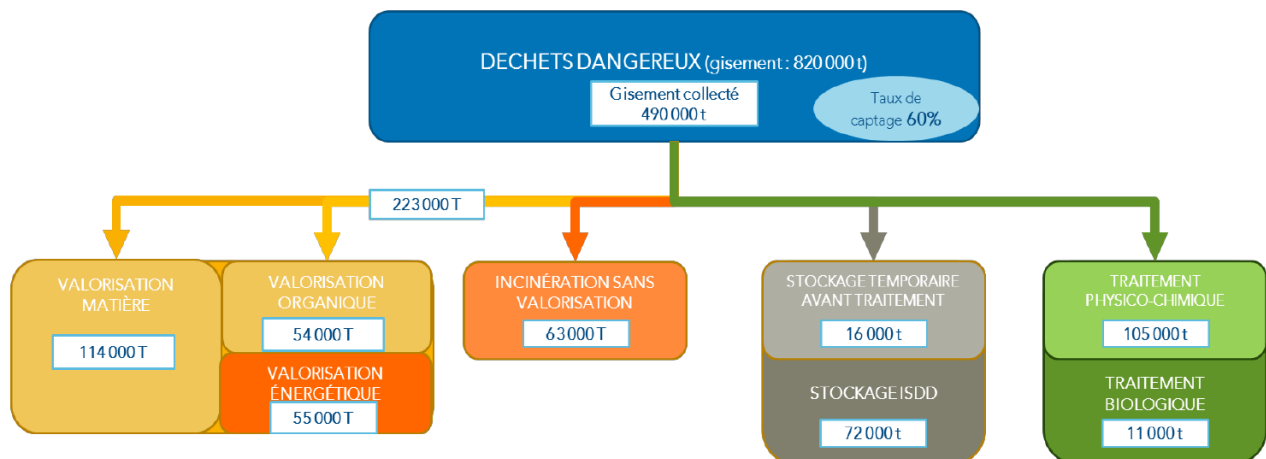 DECHETS DANGEREUX (gisement : 820 000 t)
Gisement collecté
490 000 t
Taux de
captage 60%
223 000 T
VALORISATION
MATIÈRE
114 000 T
VALORISATION
ORGANIQUE
54 000 T
VALORISATION
ÉNERGÉTIQUE
55 000 T
INCINÉRATION SANS
VALORISATION
63 000 T
STOCKAGE TEMPORAIRE
AVANT TRAITEMENT
16 000 t
STOCKAGE ISDD
72 000 t
TRAITEMENT
PHYSICO-CHIMIQUE
105 000 t
TRAITEMENT
BIOLOGIQUE
11 000 t